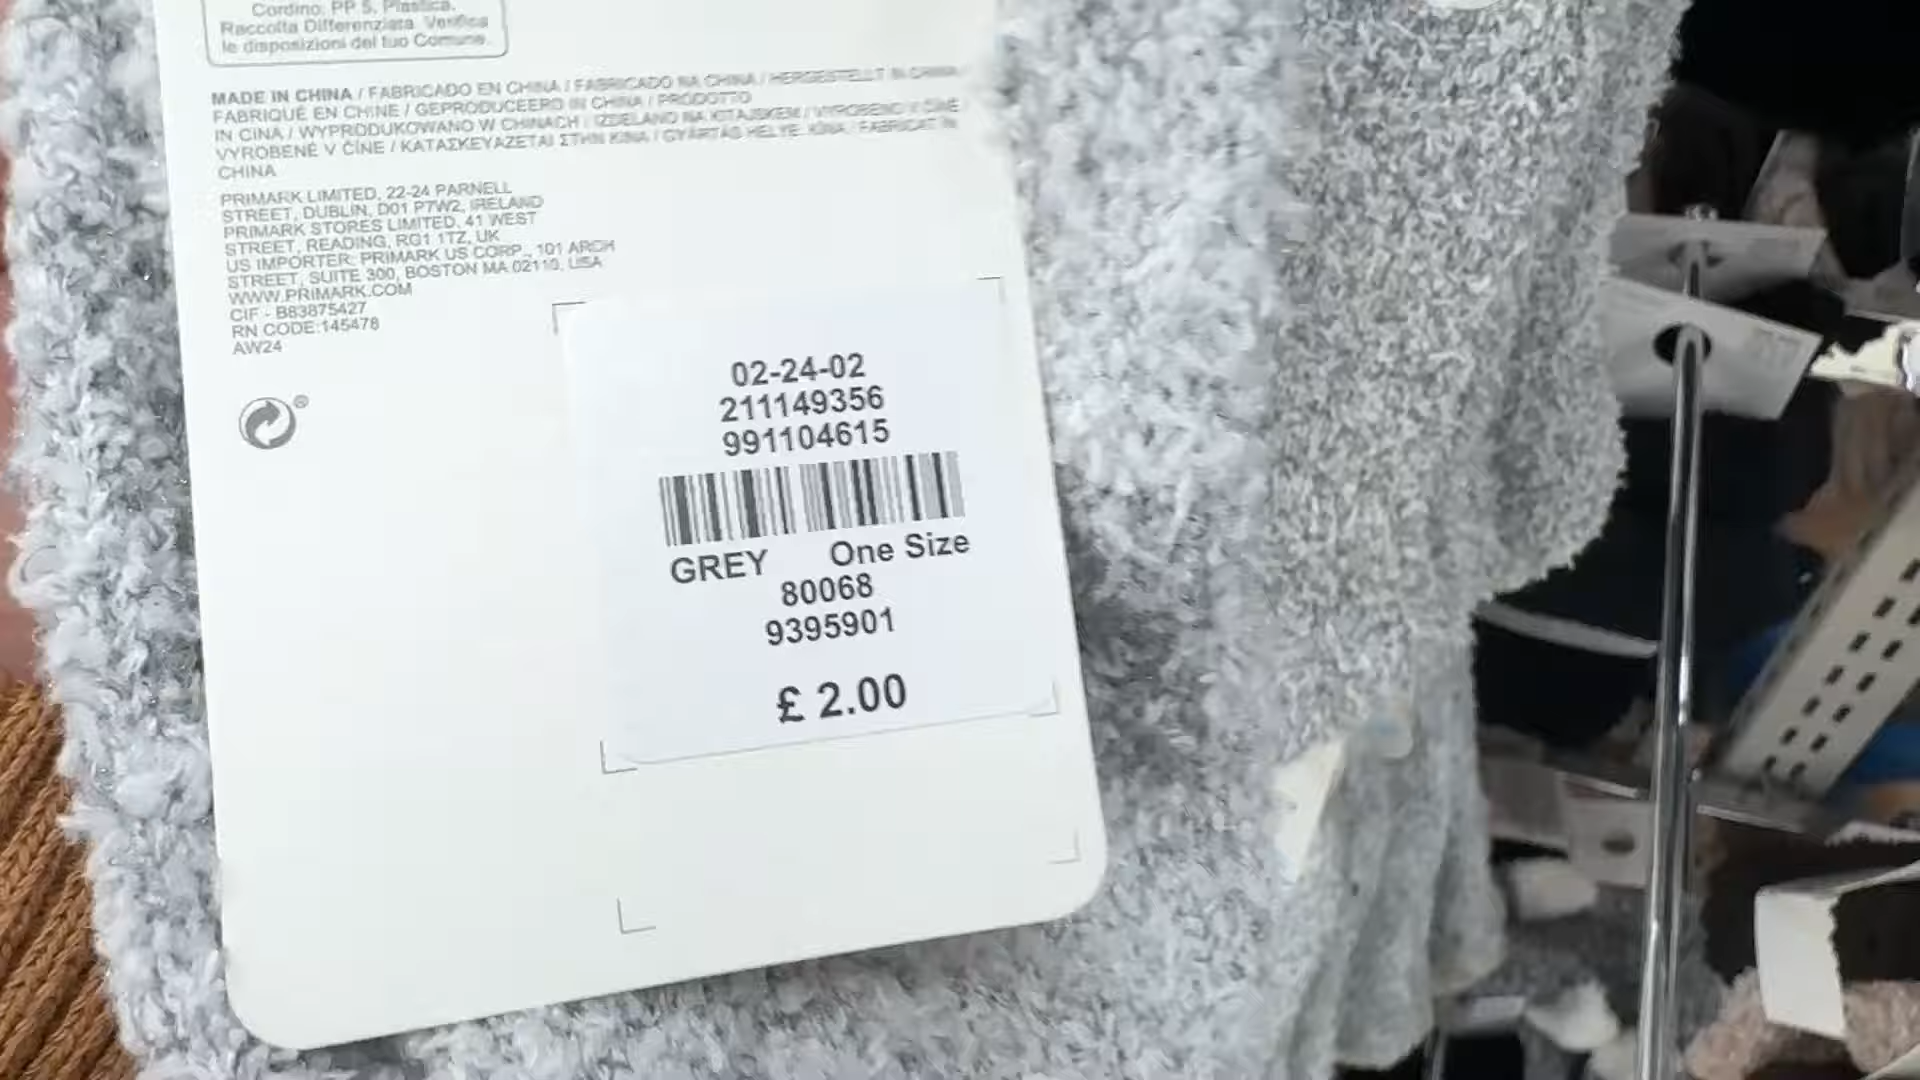 Cordino: PP 5, Plastica.
Raccolta Differenziata. Verifica
le disposizioni del tuo Comune.
MADE IN CHINA / FABRICADO EN CHINA / FABRICADO NA CHINA / HERGESTELLT IN CHINA
FABRIQUÉ EN CHINE / GEPRODUCEERD IN CHINA / PRODOTTO
IN CINA / WYPRODUKOWANO W CHINACH / IZDELANO NA KITAJSKEM / VYROBENO V ČÍNĚ /
VYROBENÉ V ČÍNE / ΚΑΤΑΣΚΕΥΑΖΕΤΑΙ ΣΤΗΝ ΚΙΝΑ / GYÁRTÁS HELYE: KÍNA / FABRICAT ÎN
CHINA
PRIMARK LIMITED, 22-24 PARNELL
STREET, DUBLIN, D01 P7W2, IRELAND
PRIMARK STORES LIMITED, 41 WEST
STREET, READING, RG1 1TZ, UK
US IMPORTER: PRIMARK US CORP., 101 ARCH
STREET, SUITE 300, BOSTON MA 02110, USA
WWW.PRIMARK.COM
CIF - B83875427
RN CODE:145478
AW24
02-24-02
211149356
991104615
GREY One Size
80068
9395901
£ 2.00